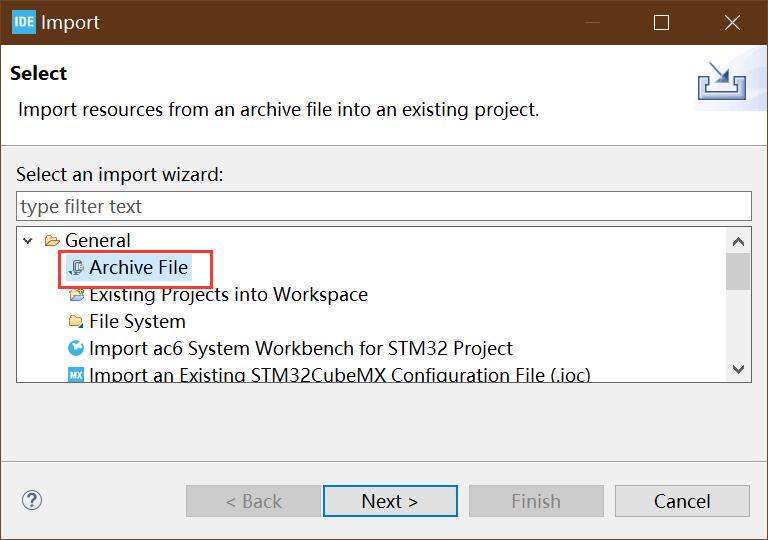 IDE Import
Select
Import resources from an archive file into an existing project.
Select an import wizard:
type filter text
General
Archive File
Existing Projects into Workspace
File System
Import ac6 System Workbench for STM32 Project
MX Import an Existing STM32CubeMX Configuration File (.ioc)
? < Back Next > Finish Cancel